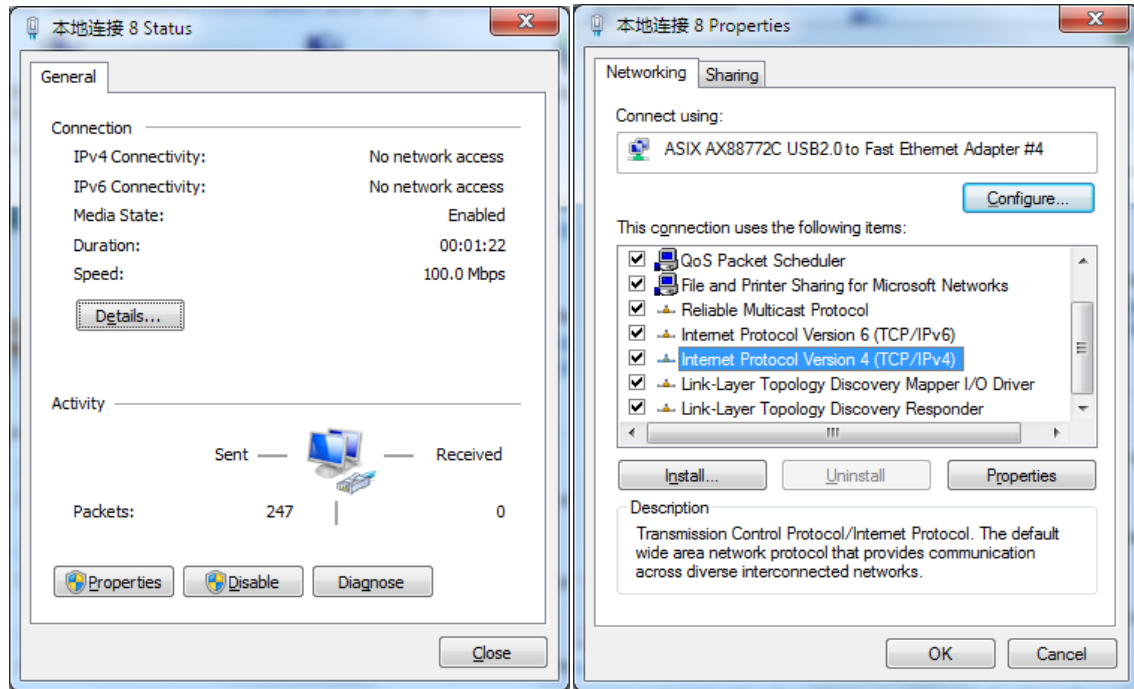 本地连接 8 Status
General
Connection
IPv4 Connectivity: No network access
IPv6 Connectivity: No network access
Media State: Enabled
Duration: 00:01:22
Speed: 100.0 Mbps
Details...
Activity
Sent Received
Packets: 247 0
Properties Disable Diagnose
Close
本地连接 8 Properties
Networking Sharing
Connect using:
ASIX AX88772C USB2.0 to Fast Ethernet Adapter #4
Configure...
This connection uses the following items:
QoS Packet Scheduler
File and Printer Sharing for Microsoft Networks
Reliable Multicast Protocol
Internet Protocol Version 6 (TCP/IPv6)
Internet Protocol Version 4 (TCP/IPv4)
Link-Layer Topology Discovery Mapper I/O Driver
Link-Layer Topology Discovery Responder
Install... Uninstall Properties
Description
Transmission Control Protocol/Internet Protocol. The default
wide area network protocol that provides communication
across diverse interconnected networks.
OK Cancel